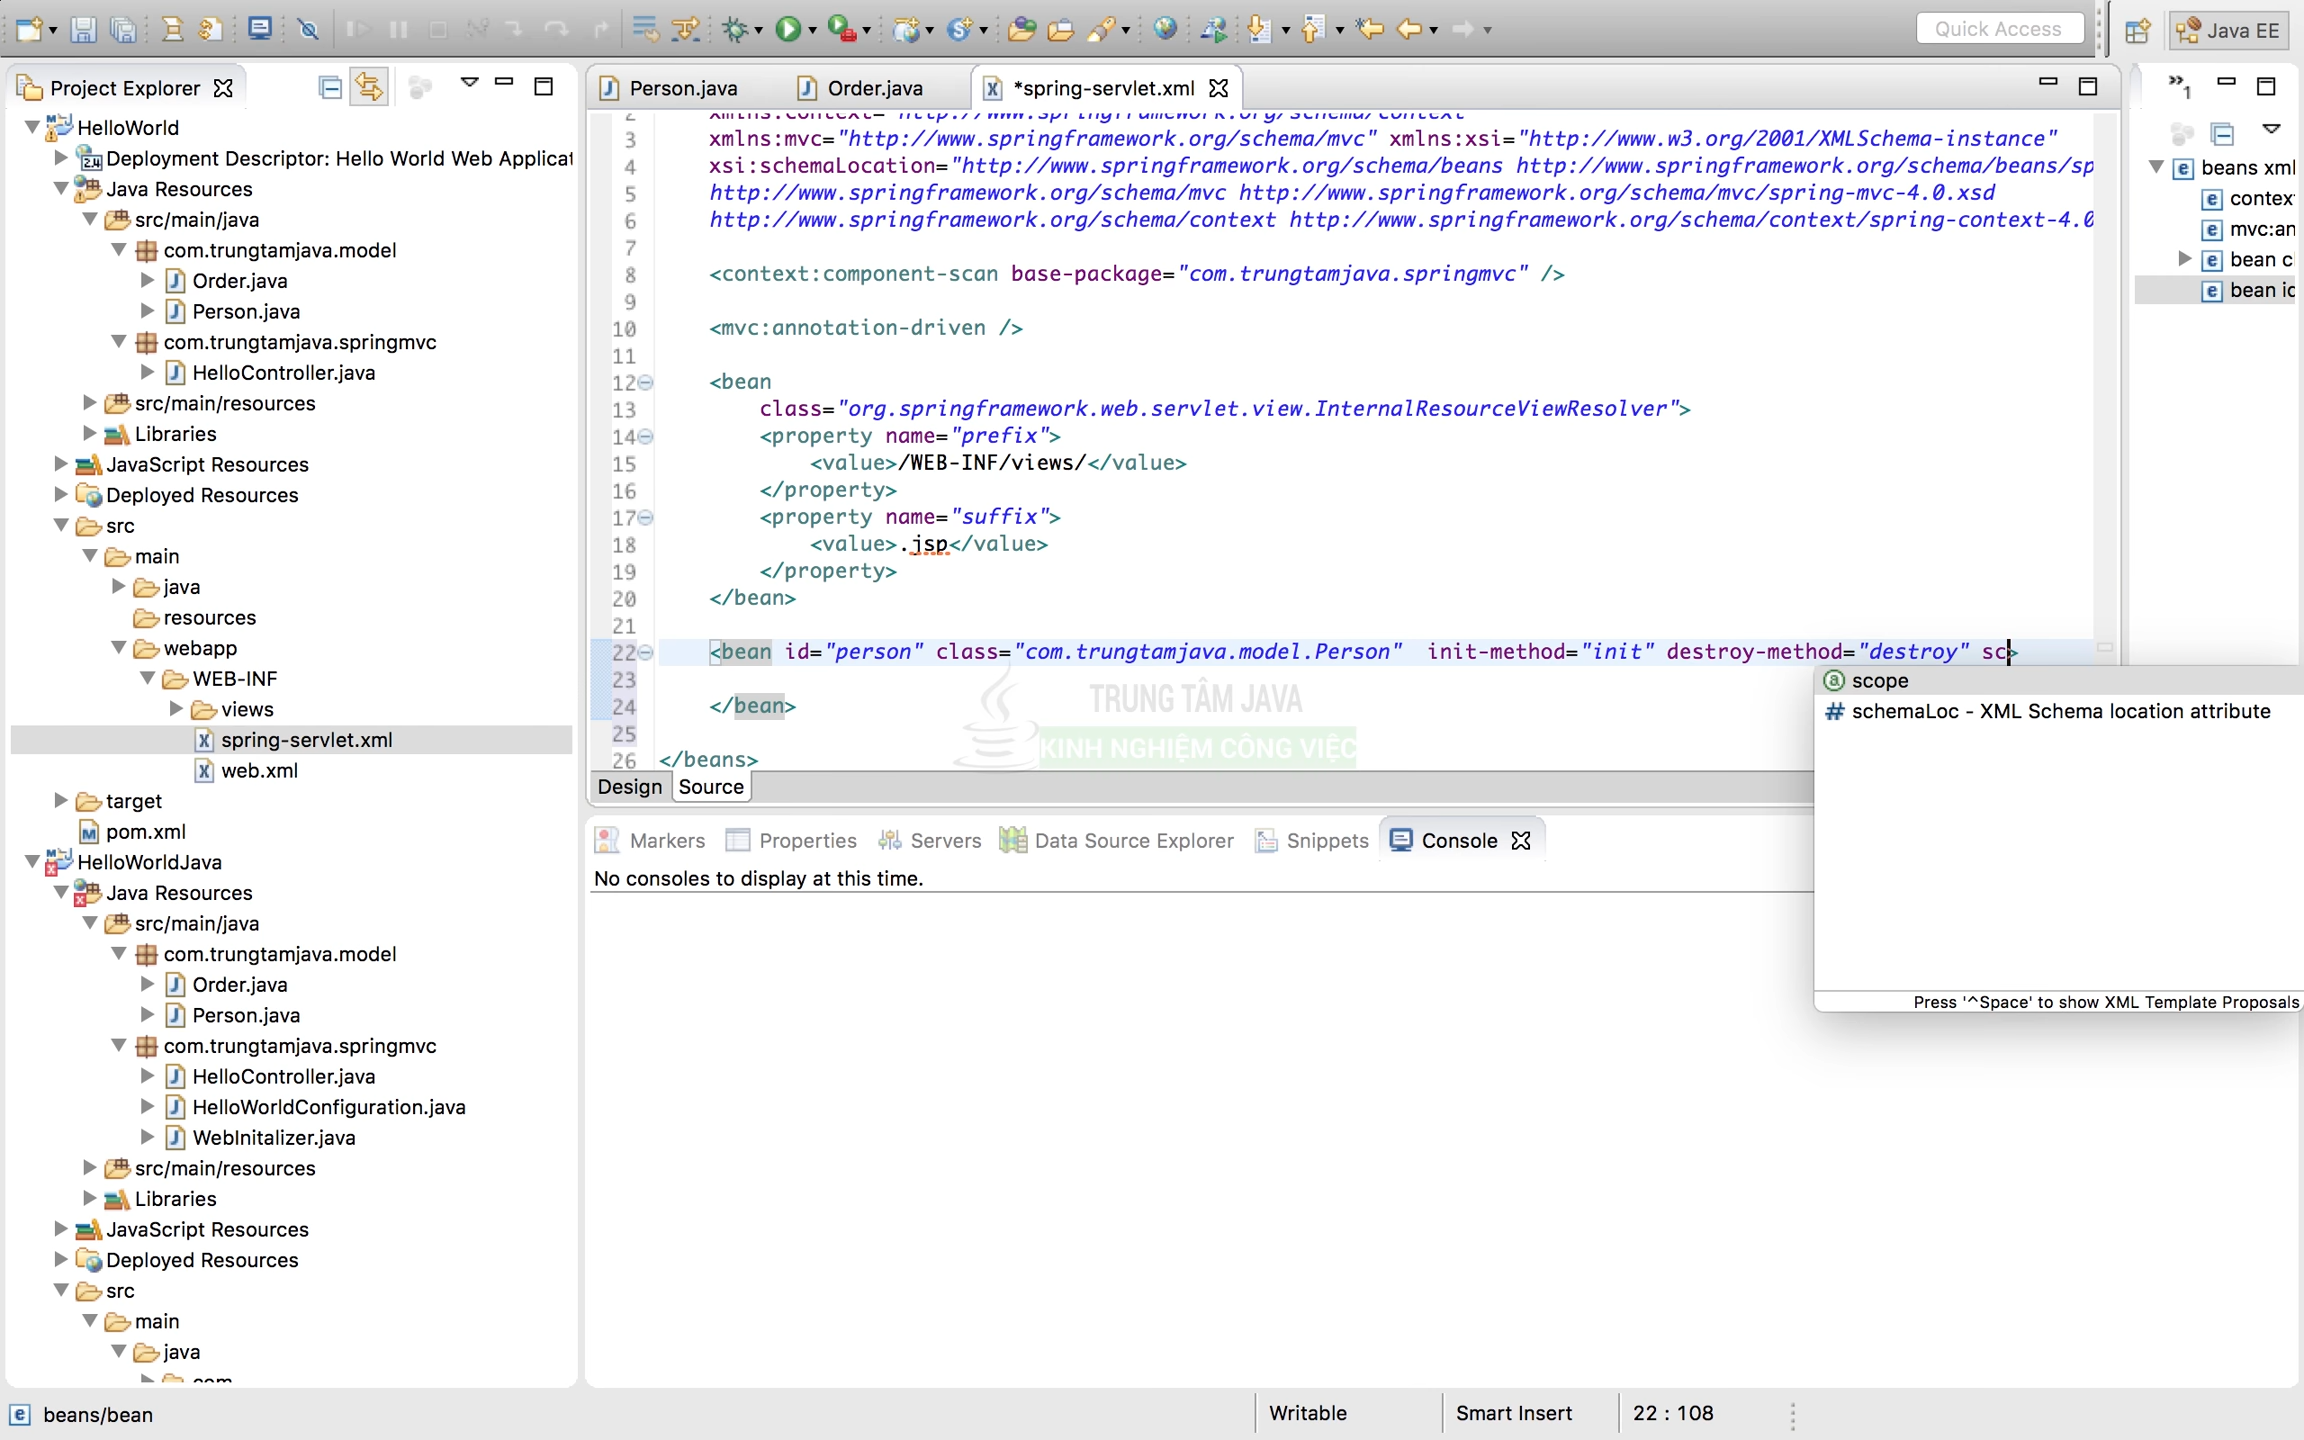 Quick Access
Java EE
Project Explorer
HelloWorld
Deployment Descriptor: Hello World Web Applicat
Java Resources
src/main/java
com.trungtamjava.model
Order.java
Person.java
com.trungtamjava.springmvc
HelloController.java
src/main/resources
Libraries
JavaScript Resources
Deployed Resources
src
main
java
resources
webapp
WEB-INF
views
spring-servlet.xml
web.xml
target
pom.xml
HelloWorldJava
Java Resources
src/main/java
com.trungtamjava.model
Order.java
Person.java
com.trungtamjava.springmvc
HelloController.java
HelloWorldConfiguration.java
WebInitalizer.java
src/main/resources
Libraries
JavaScript Resources
Deployed Resources
src
main
java
com
Person.java
Order.java
*spring-servlet.xml
2 xmlns:context="http://www.springframework.org/schema/context"
3 xmlns:mvc="http://www.springframework.org/schema/mvc" xmlns:xsi="http://www.w3.org/2001/XMLSchema-instance"
4 xsi:schemaLocation="http://www.springframework.org/schema/beans http://www.springframework.org/schema/beans/sp
5 http://www.springframework.org/schema/mvc http://www.springframework.org/schema/mvc/spring-mvc-4.0.xsd
6 http://www.springframework.org/schema/context http://www.springframework.org/schema/context/spring-context-4.0
7
8 <context:component-scan base-package="com.trungtamjava.springmvc" />
9
10 <mvc:annotation-driven />
11
12 <bean
13 class="org.springframework.web.servlet.view.InternalResourceViewResolver">
14 <property name="prefix">
15 <value>/WEB-INF/views/</value>
16 </property>
17 <property name="suffix">
18 <value>.jsp</value>
19 </property>
20 </bean>
21
22 <bean id="person" class="com.trungtamjava.model.Person"  init-method="init" destroy-method="destroy" sc>
23
24 </bean>
25
26 </beans>
TRUNG TÂM JAVA
KINH NGHIỆM CÔNG VIỆC
scope
# schemaLoc - XML Schema location attribute
Press '^Space' to show XML Template Proposals
Design
Source
Markers
Properties
Servers
Data Source Explorer
Snippets
Console
No consoles to display at this time.
1
beans xml
contex
mvc:an
bean c
bean id
beans/bean
Writable
Smart Insert
22 : 108